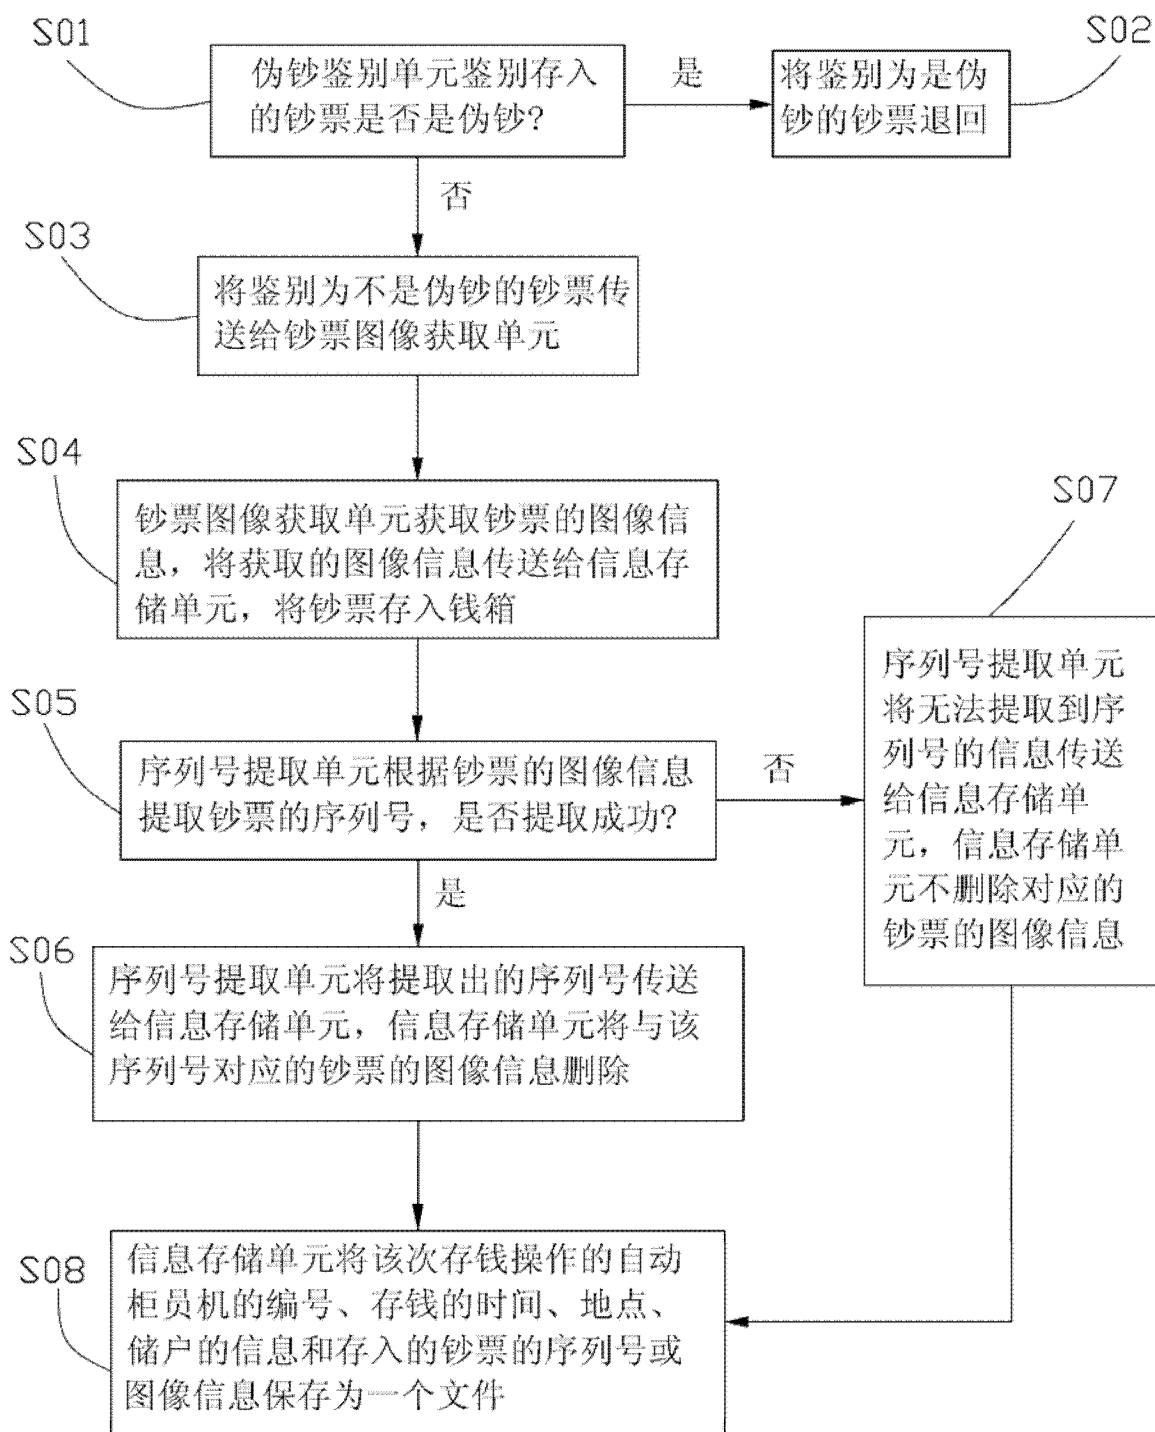 S01
伪钞鉴别单元鉴别存入
的钞票是否是伪钞?
是
S02
将鉴别为是伪
钞的钞票退回
否
S03
将鉴别为不是伪钞的钞票传
送给钞票图像获取单元
S04
钞票图像获取单元获取钞票的图像信
息，将获取的图像信息传送给信息存
储单元，将钞票存入钱箱
S05
序列号提取单元根据钞票的图像信息
提取钞票的序列号，是否提取成功?
否
S07
序列号提取单元
将无法提取到序
列号的信息传送
给信息存储单
元，信息存储单
元不删除对应的
钞票的图像信息
是
S06
序列号提取单元将提取出的序列号传送
给信息存储单元，信息存储单元将与该
序列号对应的钞票的图像信息删除
S08
信息存储单元将该次存钱操作的自动
柜员机的编号、存钱的时间、地点、
储户的信息和存入的钞票的序列号或
图像信息保存为一个文件